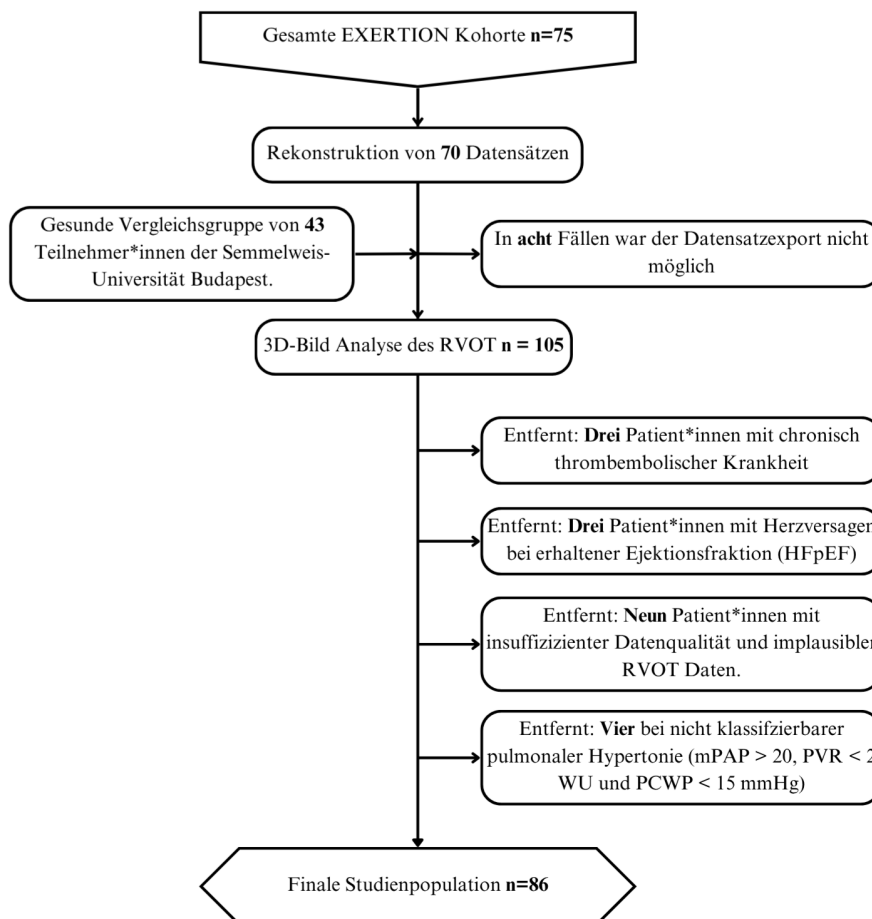 Gesamte EXERTION Kohorte n=75
Rekonstruktion von 70 Datensätzen
Gesunde Vergleichsgruppe von 43
Teilnehmer*innen der Semmelweis-
Universität Budapest.
In acht Fällen war der Datensatzexport nicht
möglich
3D-Bild Analyse des RVOT n = 105
Entfernt: Drei Patient*innen mit chronisch
thrombembolischer Krankheit
Entfernt: Drei Patient*innen mit Herzversagen
bei erhaltener Ejektionsfraktion (HFpEF)
Entfernt: Neun Patient*innen mit
insuffizizienter Datenqualität und implausiblen
RVOT Daten.
Entfernt: Vier bei nicht klassifzierbarer
pulmonaler Hypertonie (mPAP > 20, PVR < 2
WU und PCWP < 15 mmHg)
Finale Studienpopulation n=86